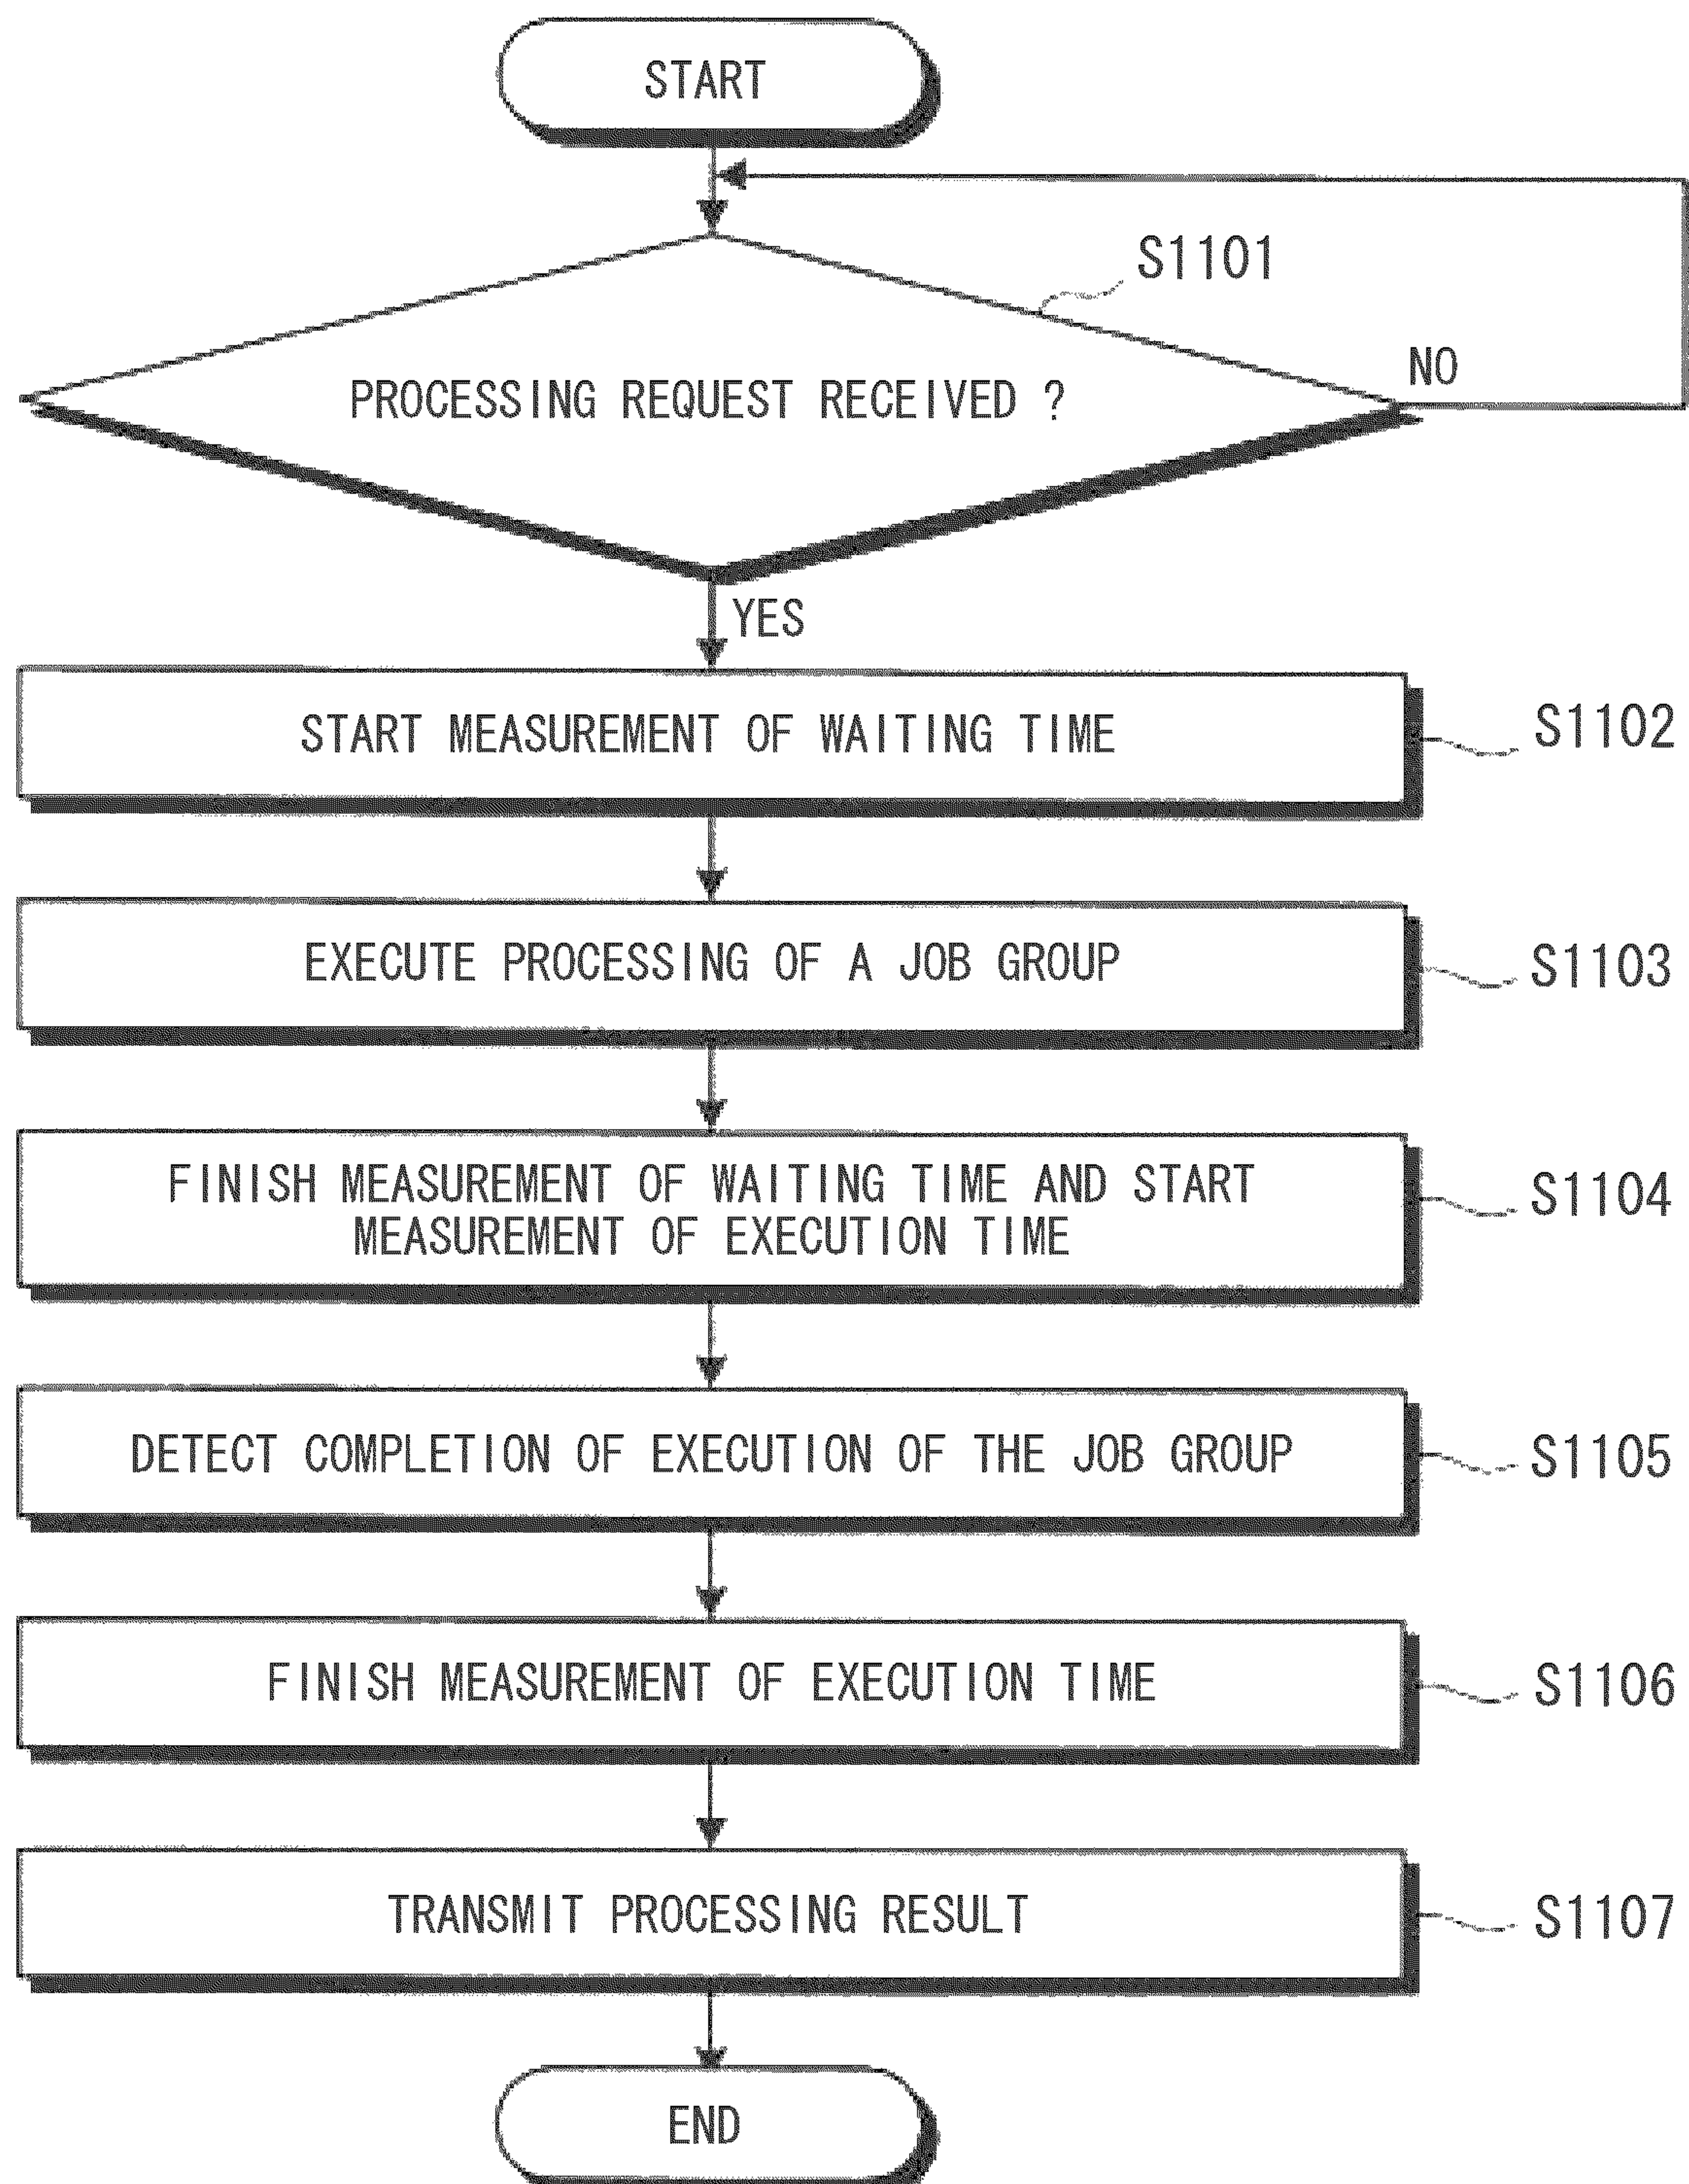 START
S1101
PROCESSING REQUEST RECEIVED ?
NO
YES
START MEASUREMENT OF WAITING TIME
S1102
EXECUTE PROCESSING OF A JOB GROUP
S1103
FINISH MEASUREMENT OF WAITING TIME AND START
MEASUREMENT OF EXECUTION TIME
S1104
DETECT COMPLETION OF EXECUTION OF THE JOB GROUP
S1105
FINISH MEASUREMENT OF EXECUTION TIME
S1106
TRANSMIT PROCESSING RESULT
S1107
END